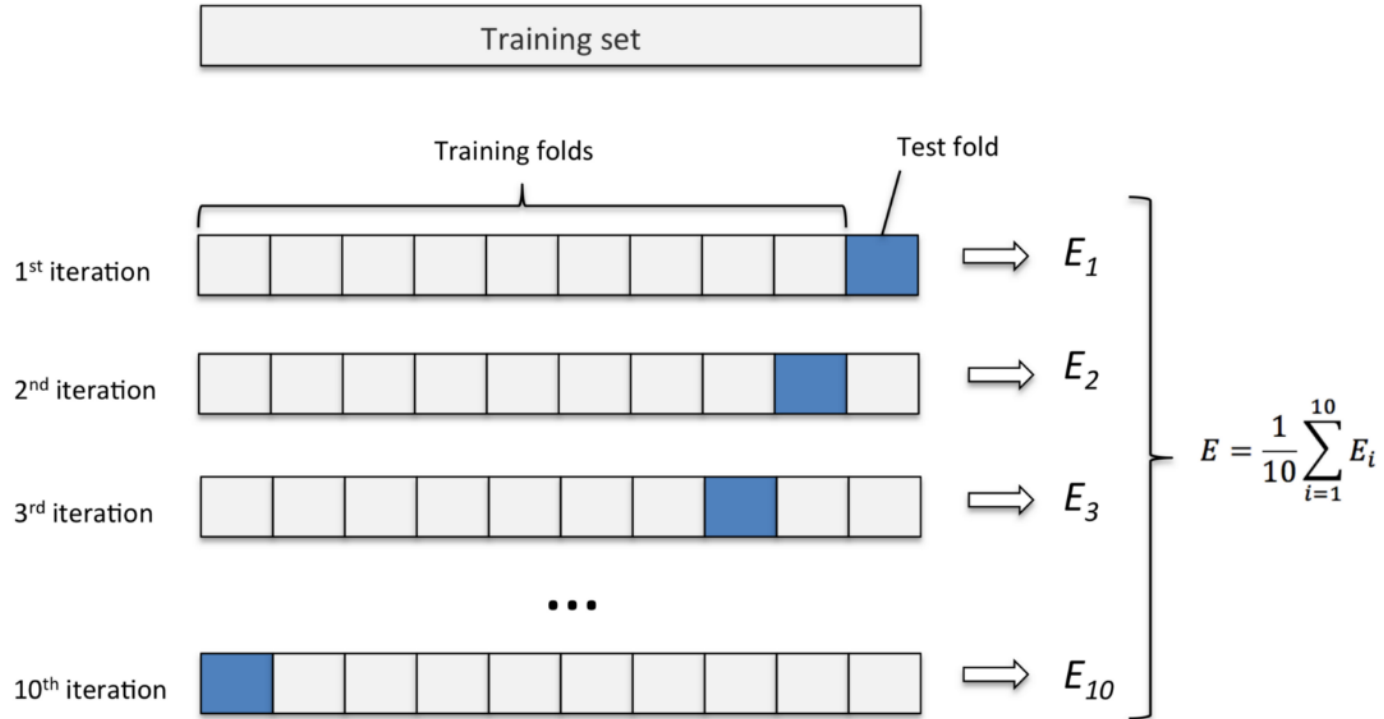 Training set
Training folds
Test fold
1st iteration
E1
2nd iteration
E2
3rd iteration
E3
E = 1/10 ∑_{i=1}^{10} E_i
...
10th iteration
E10